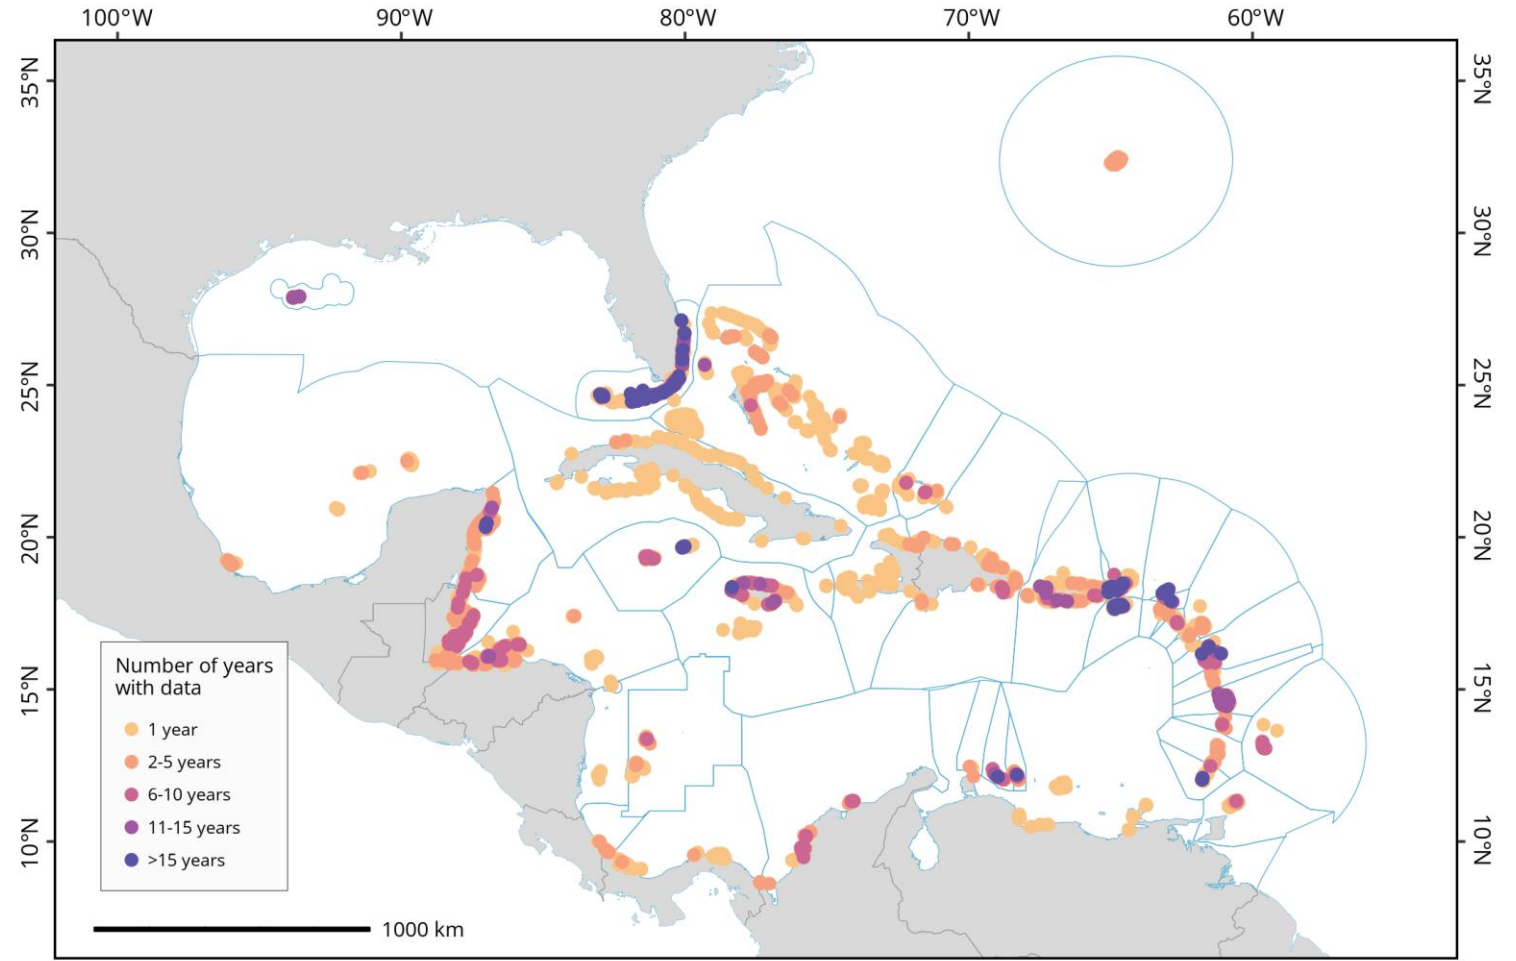 100°W 90°W 80°W 70°W 60°W
35°N 35°N
30°N 30°N
25°N 25°N
20°N 20°N
15°N 15°N
10°N 10°N
Number of years
with data
1 year
2-5 years
6-10 years
11-15 years
>15 years
1000 km